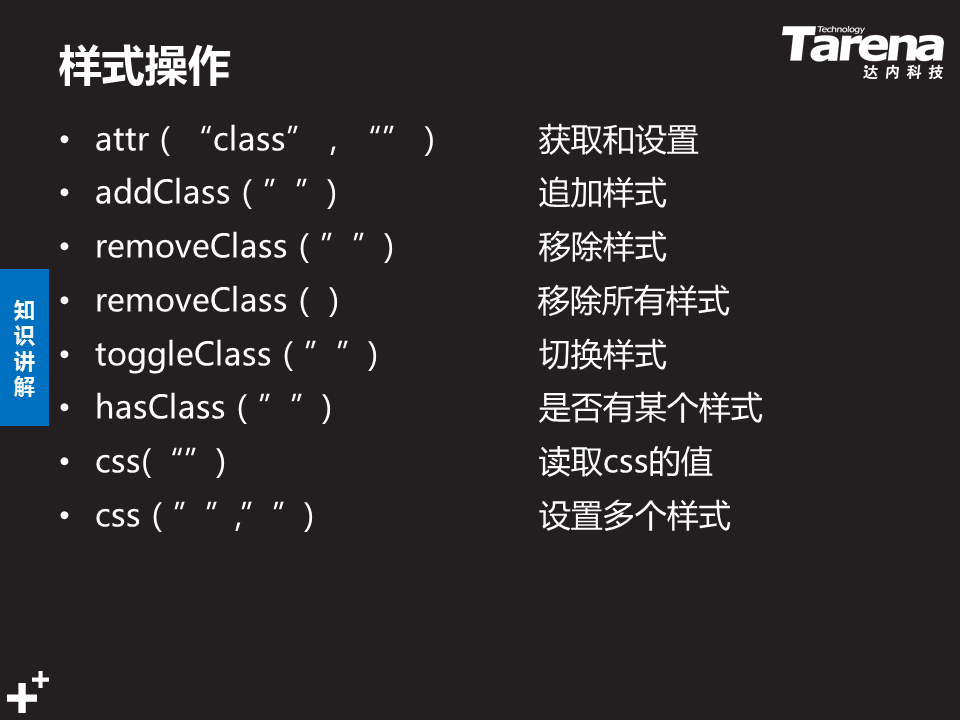 样式操作
Technology
Tarena
达内科技
• attr（ “class” ， “” ） 获取和设置
• addClass（” ”） 追加样式
• removeClass（” ”） 移除样式
• removeClass（ ） 移除所有样式
• toggleClass（” ”） 切换样式
• hasClass（” ”） 是否有某个样式
• css(“”) 读取css的值
• css（” ”,” ”） 设置多个样式
知识讲解